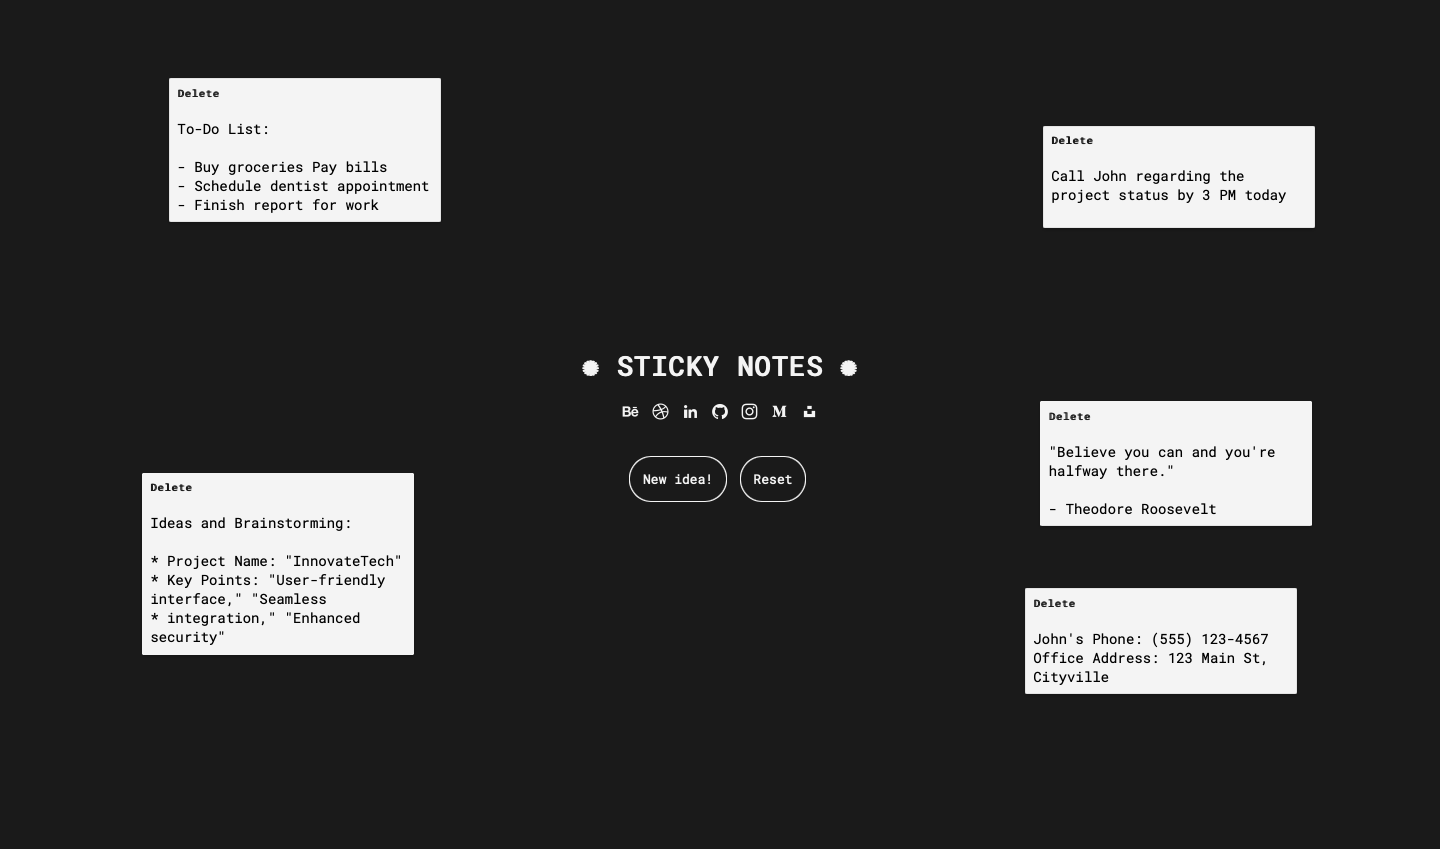 Delete
To-Do List:
- Buy groceries Pay bills
- Schedule dentist appointment
- Finish report for work
Delete
Call John regarding the
project status by 3 PM today
STICKY NOTES
Bē
in
M
New idea!
Reset
Delete
"Believe you can and you're
halfway there."
- Theodore Roosevelt
Delete
Ideas and Brainstorming:
* Project Name: "InnovateTech"
* Key Points: "User-friendly
interface," "Seamless
* integration," "Enhanced
security"
Delete
John's Phone: (555) 123-4567
Office Address: 123 Main St,
Cityville